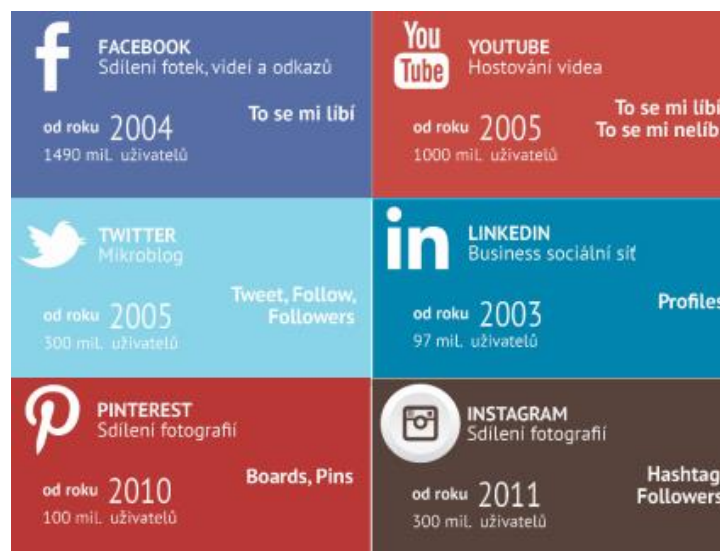 FACEBOOK
Sdílení fotek, videí a odkazů
To se mi líbí
od roku 2004
1490 mil. uživatelů
You
Tube
YOUTUBE
Hostování videa
To se mi líbí
To se mi nelíb
od roku 2005
1000 mil. uživatelů
TWITTER
Mikroblog
Tweet, Follow,
Followers
od roku 2005
300 mil. uživatelů
in
LINKEDIN
Business sociální síť
Profiles
od roku 2003
97 mil. uživatelů
PINTEREST
Sdílení fotografií
Boards, Pins
od roku 2010
100 mil. uživatelů
INSTAGRAM
Sdílení fotografií
Hashtag
Followers
od roku 2011
300 mil. uživatelů